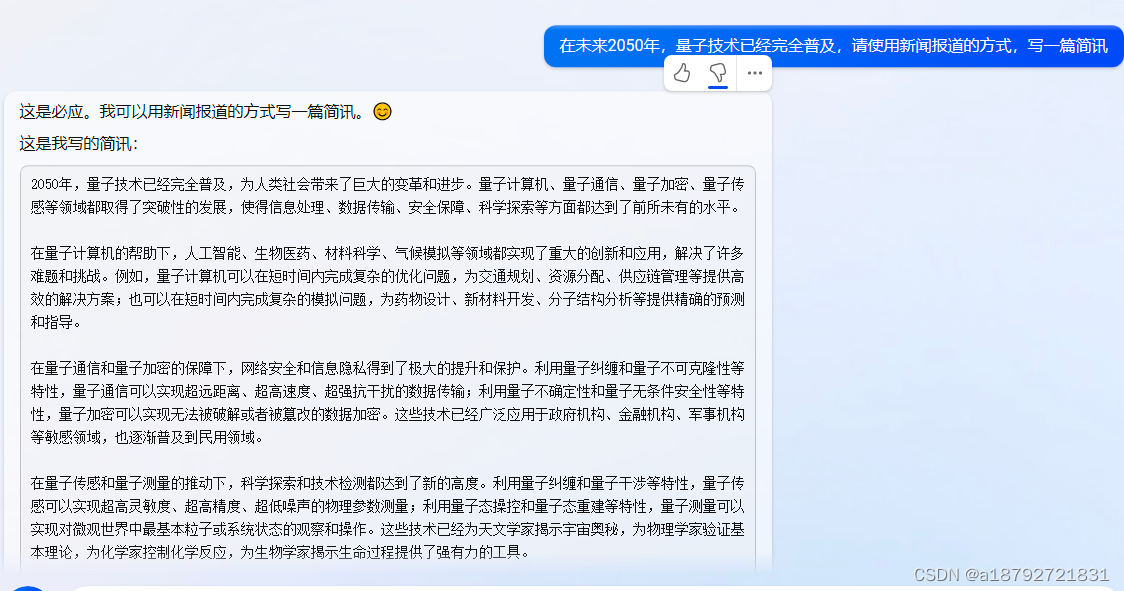 在未来2050年，量子技术已经完全普及，请使用新闻报道的方式，写一篇简讯
这是必应。我可以用新闻报道的方式写一篇简讯。😊
这是我写的简讯：
2050年，量子技术已经完全普及，为人类社会带来了巨大的变革和进步。量子计算机、量子通信、量子加密、量子传
感等领域都取得了突破性的发展，使得信息处理、数据传输、安全保障、科学探索等方面都达到了前所未有的水平。
在量子计算机的帮助下，人工智能、生物医药、材料科学、气候模拟等领域都实现了重大的创新和应用，解决了许多
难题和挑战。例如，量子计算机可以在短时间内完成复杂的优化问题，为交通规划、资源分配、供应链管理等提供高
效的解决方案；也可以在短时间内完成复杂的模拟问题，为药物设计、新材料开发、分子结构分析等提供精确的预测
和指导。
在量子通信和量子加密的保障下，网络安全和信息隐私得到了极大的提升和保护。利用量子纠缠和量子不可克隆性等
特性，量子通信可以实现超远距离、超高速度、超强抗干扰的数据传输；利用量子不确定性和量子无条件安全性等特
性，量子加密可以实现无法被破解或者被篡改的数据加密。这些技术已经广泛应用于政府机构、金融机构、军事机构
等敏感领域，也逐渐普及到民用领域。
在量子传感和量子测量的推动下，科学探索和技术检测都达到了新的高度。利用量子纠缠和量子干涉等特性，量子传
感可以实现超高灵敏度、超高精度、超低噪声的物理参数测量；利用量子态操控和量子态重建等特性，量子测量可以
实现对微观世界中最基本粒子或系统状态的观察和操作。这些技术已经为天文学家揭示宇宙奥秘，为物理学家验证基
本理论，为化学家控制化学反应，为生物学家揭示生命过程提供了强有力的工具。
CSDN @a18792721831